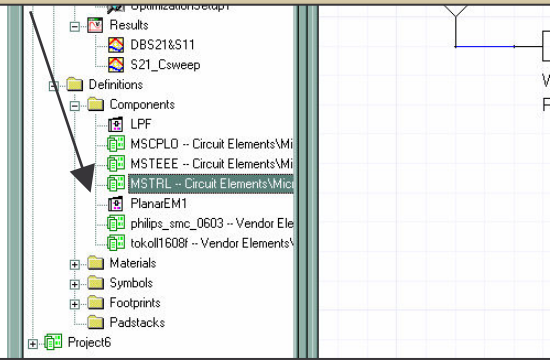 OptimizationSetup1
Results
DBS21&S11
S21_Csweep
Definitions
Components
LPF
MSCPLO -- Circuit Elements\Mi
MSTEEE -- Circuit Elements\Mi
MSTRL -- Circuit Elements\Micr
PlanarEM1
philips_smc_0603 -- Vendor Ele
tokoll1608f -- Vendor Elements\
Materials
Symbols
Footprints
Padstacks
Project6